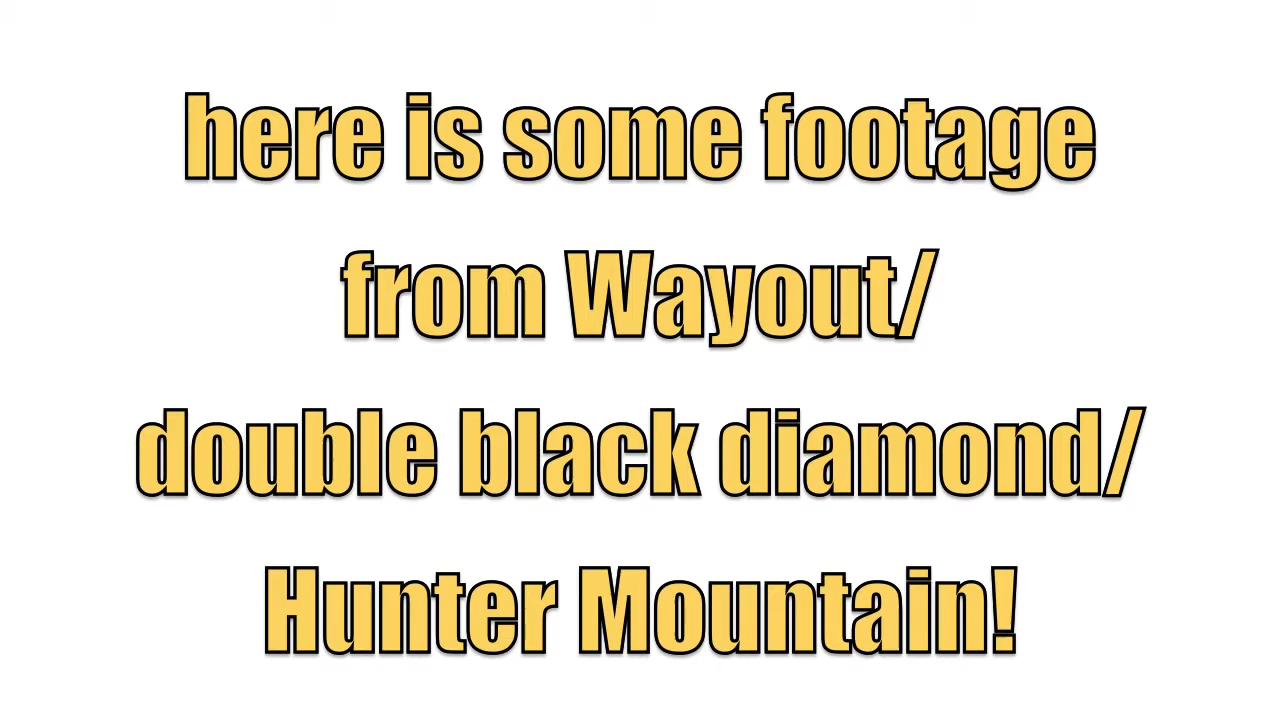 here is some footage
from Wayout/
double black diamond/
Hunter Mountain!